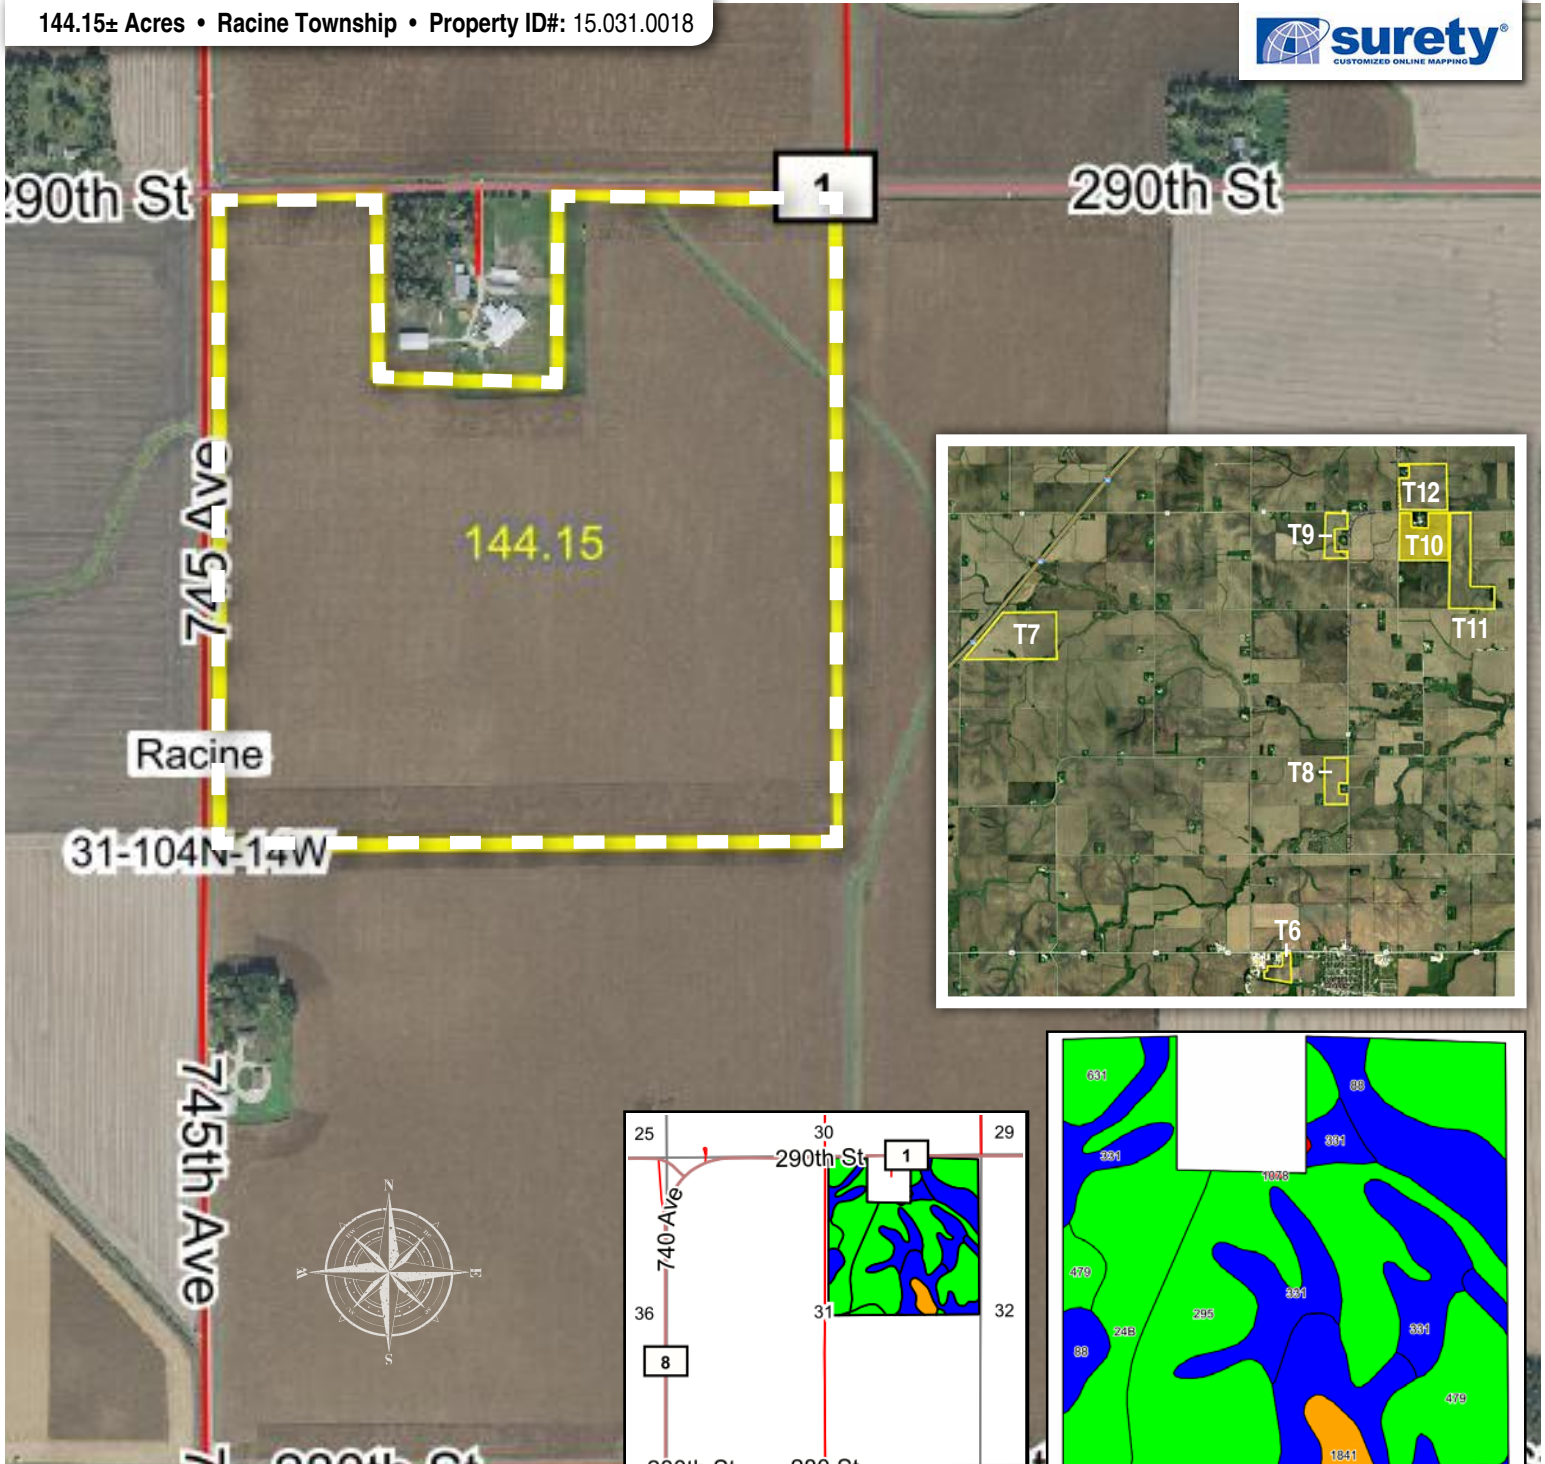 144.15± Acres • Racine Township • Property ID#: 15.031.0018
surety®
CUSTOMIZED ONLINE MAPPING
290th St
1
290th St
745 Ave
144.15
Racine
31-104N-14W
745th Ave
N
W
E
S
T12
T9
T10
T11
T7
T8
T6
25
30
29
290th St
1
740 Ave
36
31
32
8
631
88
331
331
1078
479
331
295
24B
331
88
479
1841